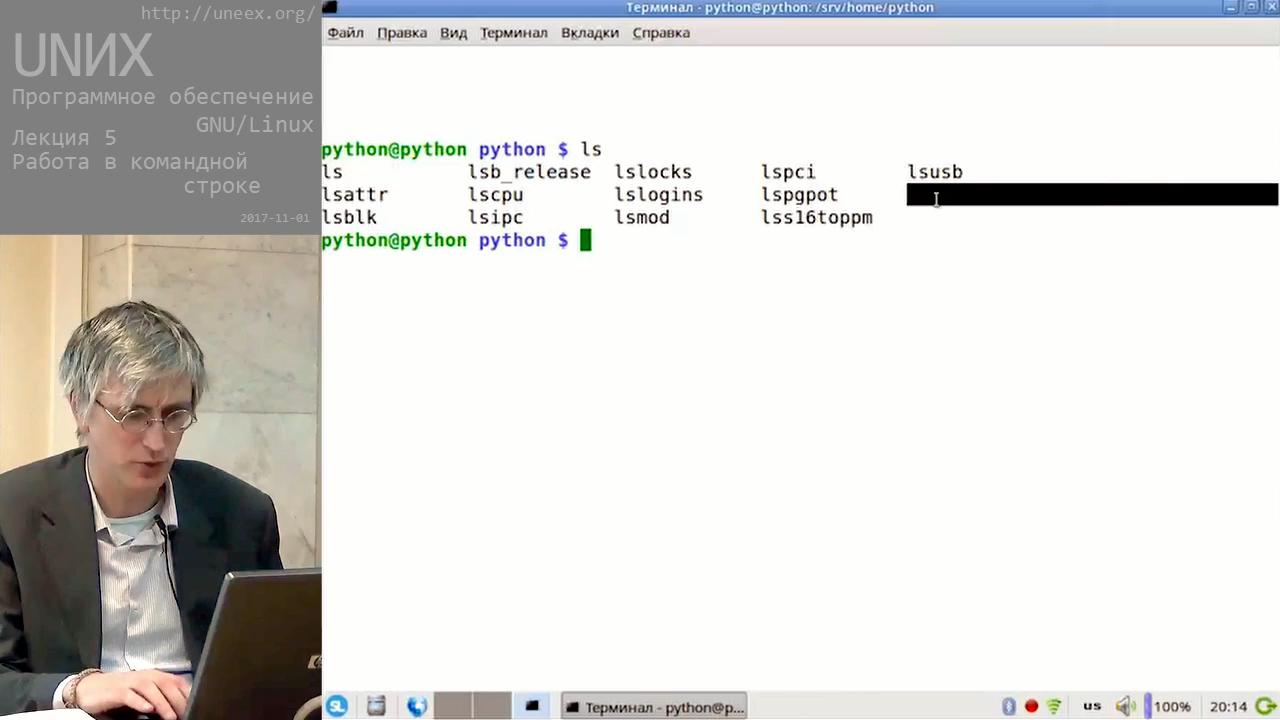 http://uneex.org/
UNИX
Программное обеспечение
GNU/Linux
Лекция 5
Работа в командной
строке
2017-11-01
Терминал - python@python: /srv/home/python
Файл Правка Вид Терминал Вкладки Справка
python@python python $ ls
ls lsb_release lslocks lspci lsusb
lsattr lscpu lslogins lspgpot
lsblk lsipc lsmod lss16toppm
python@python python $
Терминал - python@p...
us
100%
20:14